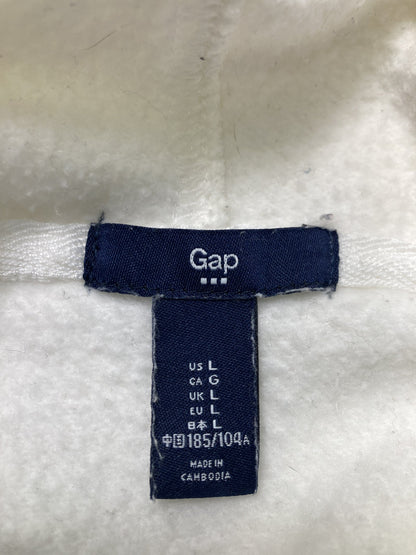 Gap
US L
CA G
UK L
EU L
日本 L
中国 185/104A
MADE IN
CAMBODIA